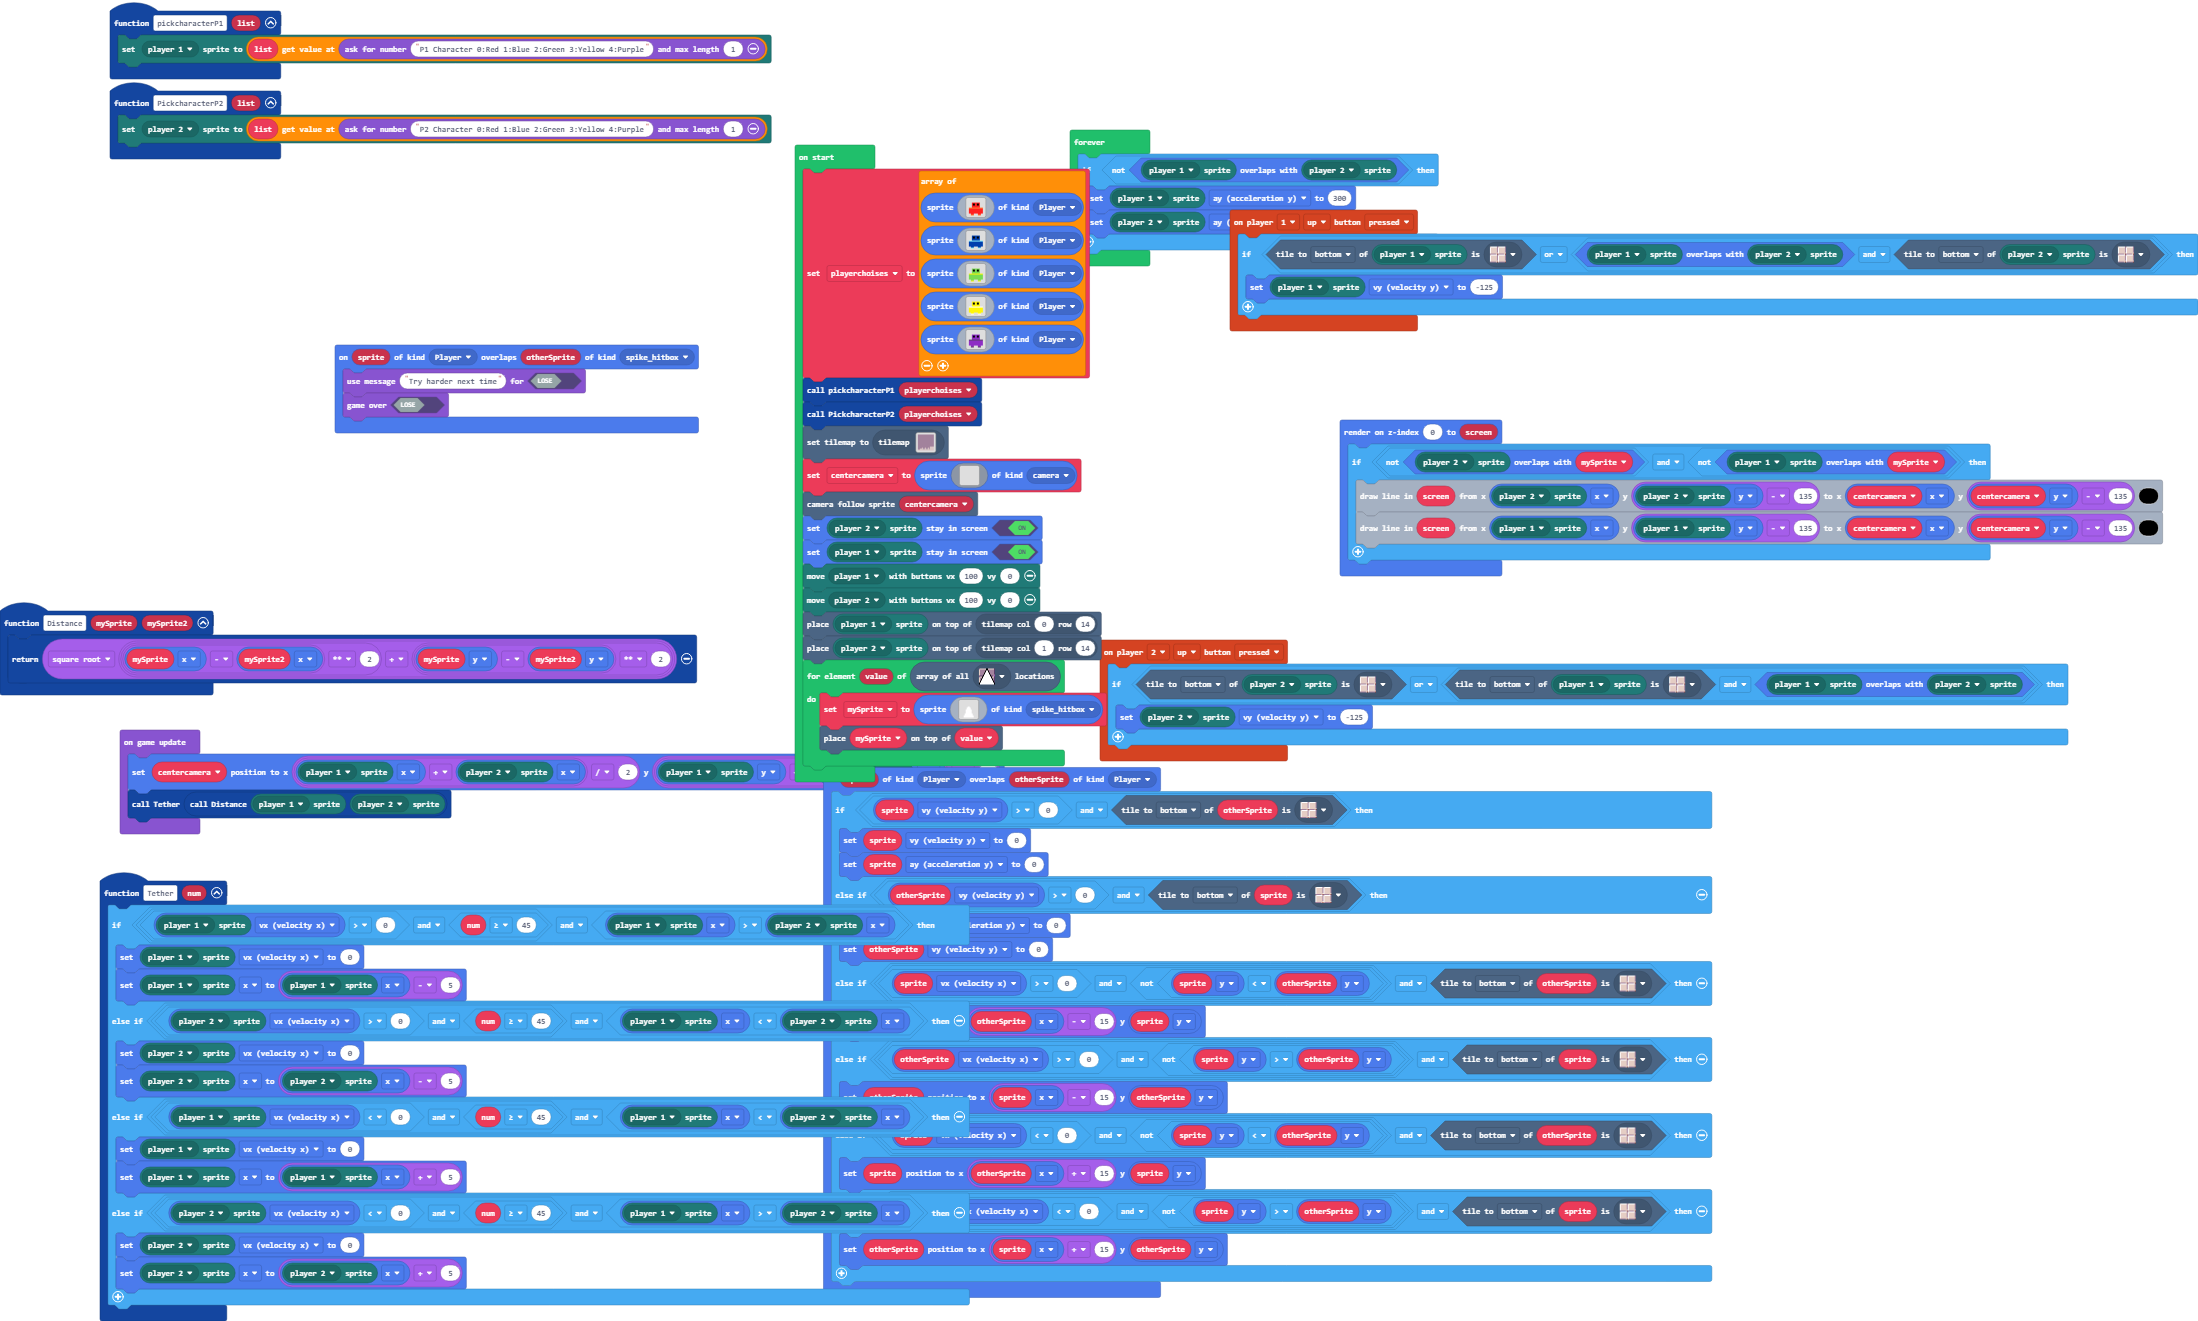 function pickcharacterP1 list
set player 1 sprite to list get value at ask for number "P1 Character 0:Red 1:Blue 2:Green 3:Yellow 4:Purple" and max length 1
function PickcharacterP2 list
set player 2 sprite to list get value at ask for number "P2 Character 0:Red 1:Blue 2:Green 3:Yellow 4:Purple" and max length 1
forever
not player 1 sprite overlaps with player 2 sprite then
set player 1 sprite ay (acceleration y) to 300
set player 2 sprite ay (
on player 1 up button pressed
if tile to bottom of player 1 sprite is or player 1 sprite overlaps with player 2 sprite and tile to bottom of player 2 sprite is then
set player 1 sprite vy (velocity y) to -125
on start
set playerchoises to array of
sprite of kind Player
sprite of kind Player
sprite of kind Player
sprite of kind Player
sprite of kind Player
call pickcharacterP1 playerchoises
call PickcharacterP2 playerchoises
set tilemap to tilemap
set centercamera to sprite of kind camera
camera follow sprite centercamera
set player 2 sprite stay in screen ON
set player 1 sprite stay in screen ON
move player 1 with buttons vx 100 vy 0
move player 2 with buttons vx 100 vy 0
place player 1 sprite on top of tilemap col 0 row 14
place player 2 sprite on top of tilemap col 1 row 14
for element value of array of all locations
do set mySprite to sprite of kind spike_hitbox
place mySprite on top of value
on sprite of kind Player overlaps otherSprite of kind spike_hitbox
use message "Try harder next time" for LOSE
game over LOSE
render on z-index 0 to screen
if not player 2 sprite overlaps with mySprite and not player 1 sprite overlaps with mySprite then
draw line in screen from x player 2 sprite x y player 2 sprite y - 135 to x centercamera x y centercamera y - 135
draw line in screen from x player 1 sprite x y player 1 sprite y - 135 to x centercamera x y centercamera y - 135
function Distance mySprite mySprite2
return square root mySprite x - mySprite2 x ** 2 + mySprite y - mySprite2 y ** 2
on player 2 up button pressed
if tile to bottom of player 2 sprite is or tile to bottom of player 1 sprite is and player 1 sprite overlaps with player 2 sprite then
set player 2 sprite vy (velocity y) to -125
on game update
set centercamera position to x player 1 sprite x + player 2 sprite x / 2 y player 1 sprite y
call Tether call Distance player 1 sprite player 2 sprite
of kind Player overlaps otherSprite of kind Player
if sprite vy (velocity y) > 0 and tile to bottom of otherSprite is then
set sprite vy (velocity y) to 0
set sprite ay (acceleration y) to 0
else if otherSprite vy (velocity y) > 0 and tile to bottom of sprite is then
eration y) to 0
set otherSprite vy (velocity y) to 0
else if sprite vx (velocity x) > 0 and not sprite y < otherSprite y and tile to bottom of otherSprite is then
otherSprite x - 15 y sprite y
else if otherSprite vx (velocity x) > 0 and not sprite y > otherSprite y and tile to bottom of sprite is then
to x sprite x - 15 y otherSprite y
ocity x) < 0 and not sprite y < otherSprite y and tile to bottom of otherSprite is then
set sprite position to x otherSprite x + 15 y sprite y
(velocity x) < 0 and not sprite y > otherSprite y and tile to bottom of sprite is then
set otherSprite position to x sprite x + 15 y otherSprite y
function Tether num
if player 1 sprite vx (velocity x) > 0 and num ≥ 45 and player 1 sprite x > player 2 sprite x then
set player 1 sprite vx (velocity x) to 0
set player 1 sprite x to player 1 sprite x - 5
else if player 2 sprite vx (velocity x) > 0 and num ≥ 45 and player 1 sprite x < player 2 sprite x then
set player 2 sprite vx (velocity x) to 0
set player 2 sprite x to player 2 sprite x - 5
else if player 1 sprite vx (velocity x) < 0 and num ≥ 45 and player 1 sprite x < player 2 sprite x then
set player 1 sprite vx (velocity x) to 0
set player 1 sprite x to player 1 sprite x + 5
else if player 2 sprite vx (velocity x) < 0 and num ≥ 45 and player 1 sprite x > player 2 sprite x then
set player 2 sprite vx (velocity x) to 0
set player 2 sprite x to player 2 sprite x + 5